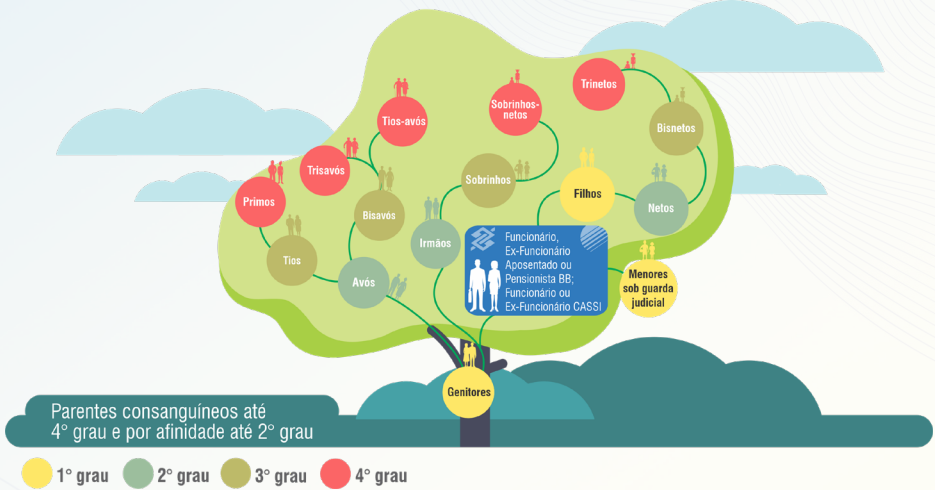 Trinetos
Sobrinhos-
netos
Tios-avós
Bisnetos
Trisavós
Sobrinhos
Filhos
Primos
Netos
Bisavós
Irmãos
Funcionário,
Ex-Funcionário
Aposentado ou
Pensionista BB;
Funcionário ou
Ex-Funcionário CASSI
Tios
Avós
Menores
sob guarda
judicial
Genitores
Parentes consanguíneos até
4° grau e por afinidade até 2° grau
1° grau 2° grau 3° grau 4° grau